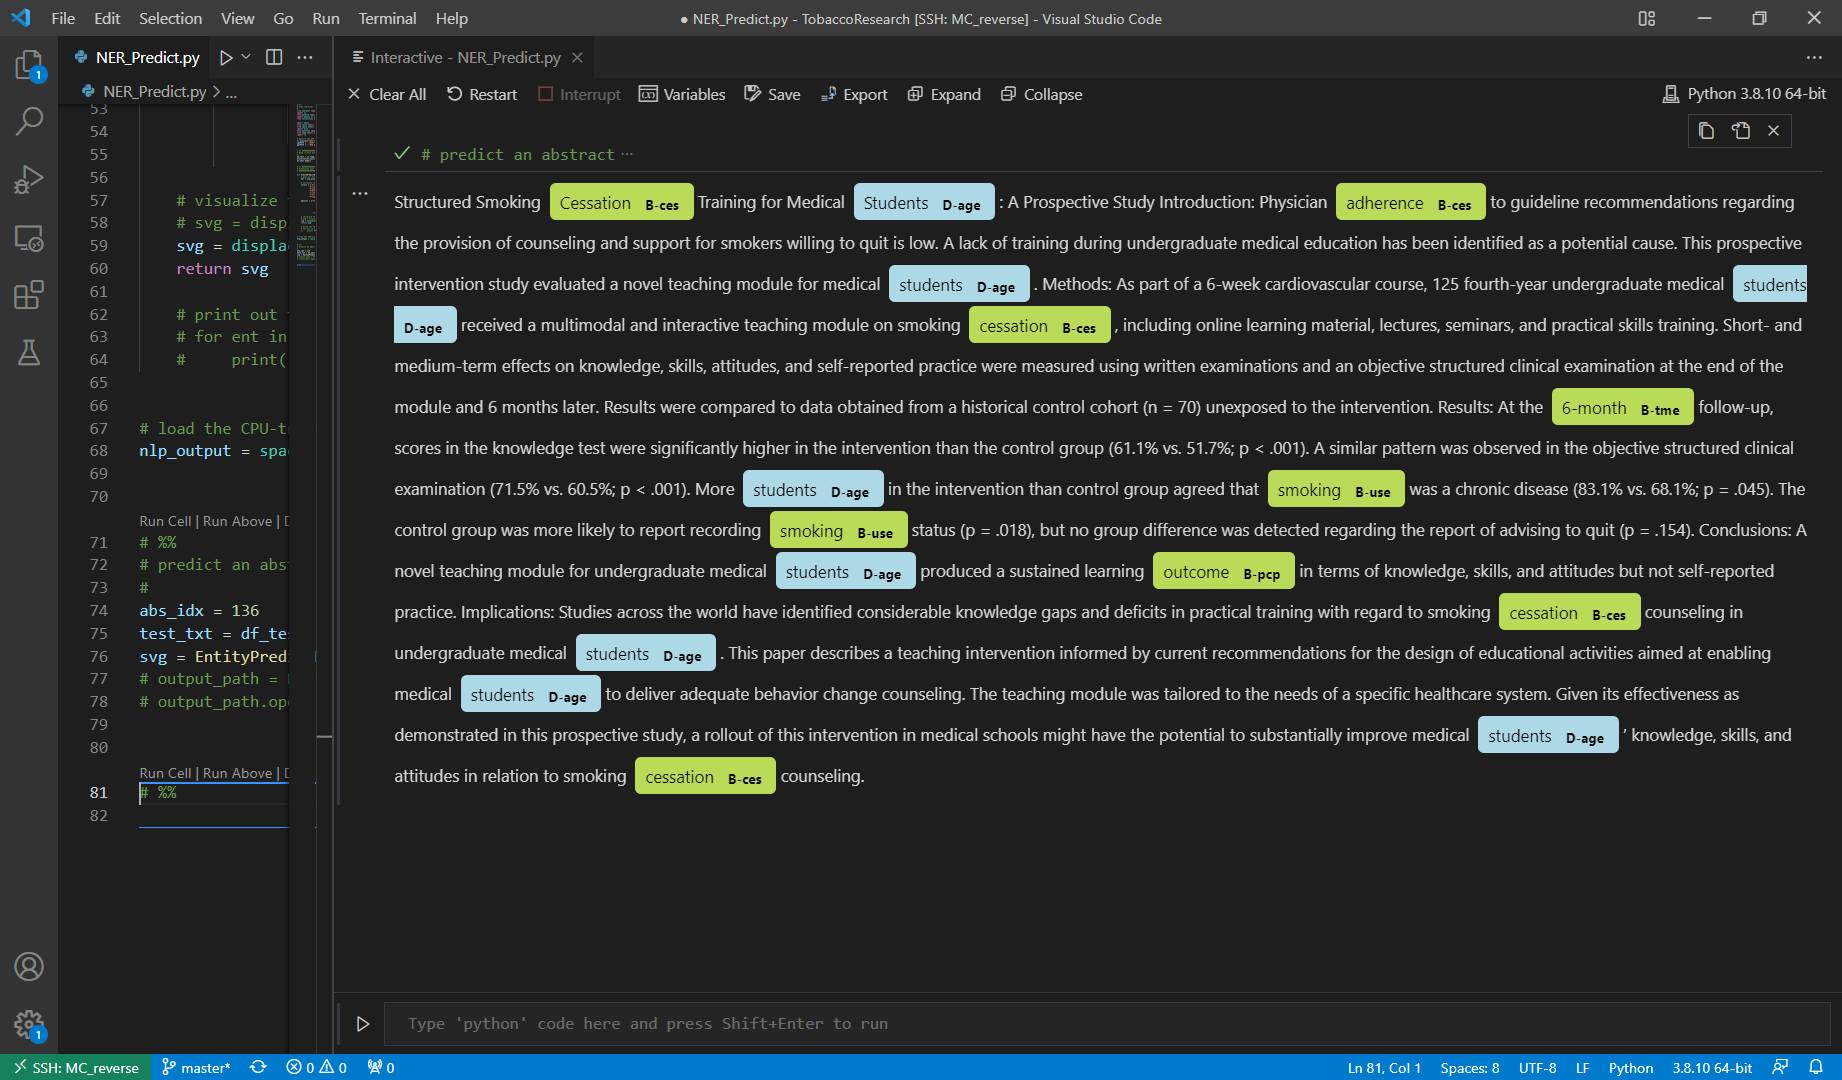 File Edit Selection View Go Run Terminal Help
● NER_Predict.py - TobaccoResearch [SSH: MC_reverse] - Visual Studio Code
NER_Predict.py
Interactive - NER_Predict.py
NER_Predict.py > ...
Clear All Restart Interrupt Variables Save Export Expand Collapse
Python 3.8.10 64-bit
53
54
55
56
57 # visualize
58 # svg = disp
59 svg = displa
60 return svg
61
62 # print out
63 # for ent in
64 # print(
65
66
67 # load the CPU-t
68 nlp_output = spa
69
70
Run Cell | Run Above |
71 # %%
72 # predict an abs
73 #
74 abs_idx = 136
75 test_txt = df_te
76 svg = EntityPred
77 # output_path =
78 # output_path.op
79
80
Run Cell | Run Above |
81 # %%
82
# predict an abstract ...
Structured Smoking Cessation B-ces Training for Medical Students D-age : A Prospective Study Introduction: Physician adherence B-ces to guideline recommendations regarding
the provision of counseling and support for smokers willing to quit is low. A lack of training during undergraduate medical education has been identified as a potential cause. This prospective
intervention study evaluated a novel teaching module for medical students D-age . Methods: As part of a 6-week cardiovascular course, 125 fourth-year undergraduate medical students
D-age received a multimodal and interactive teaching module on smoking cessation B-ces , including online learning material, lectures, seminars, and practical skills training. Short- and
medium-term effects on knowledge, skills, attitudes, and self-reported practice were measured using written examinations and an objective structured clinical examination at the end of the
module and 6 months later. Results were compared to data obtained from a historical control cohort (n = 70) unexposed to the intervention. Results: At the 6-month B-tme follow-up,
scores in the knowledge test were significantly higher in the intervention than the control group (61.1% vs. 51.7%; p < .001). A similar pattern was observed in the objective structured clinical
examination (71.5% vs. 60.5%; p < .001). More students D-age in the intervention than control group agreed that smoking B-use was a chronic disease (83.1% vs. 68.1%; p = .045). The
control group was more likely to report recording smoking B-use status (p = .018), but no group difference was detected regarding the report of advising to quit (p = .154). Conclusions: A
novel teaching module for undergraduate medical students D-age produced a sustained learning outcome B-pcp in terms of knowledge, skills, and attitudes but not self-reported
practice. Implications: Studies across the world have identified considerable knowledge gaps and deficits in practical training with regard to smoking cessation B-ces counseling in
undergraduate medical students D-age . This paper describes a teaching intervention informed by current recommendations for the design of educational activities aimed at enabling
medical students D-age to deliver adequate behavior change counseling. The teaching module was tailored to the needs of a specific healthcare system. Given its effectiveness as
demonstrated in this prospective study, a rollout of this intervention in medical schools might have the potential to substantially improve medical students D-age ’ knowledge, skills, and
attitudes in relation to smoking cessation B-ces counseling.
Type 'python' code here and press Shift+Enter to run
1
1
SSH: MC_reverse master* 0 0 0
Ln 81, Col 1 Spaces: 8 UTF-8 LF Python 3.8.10 64-bit